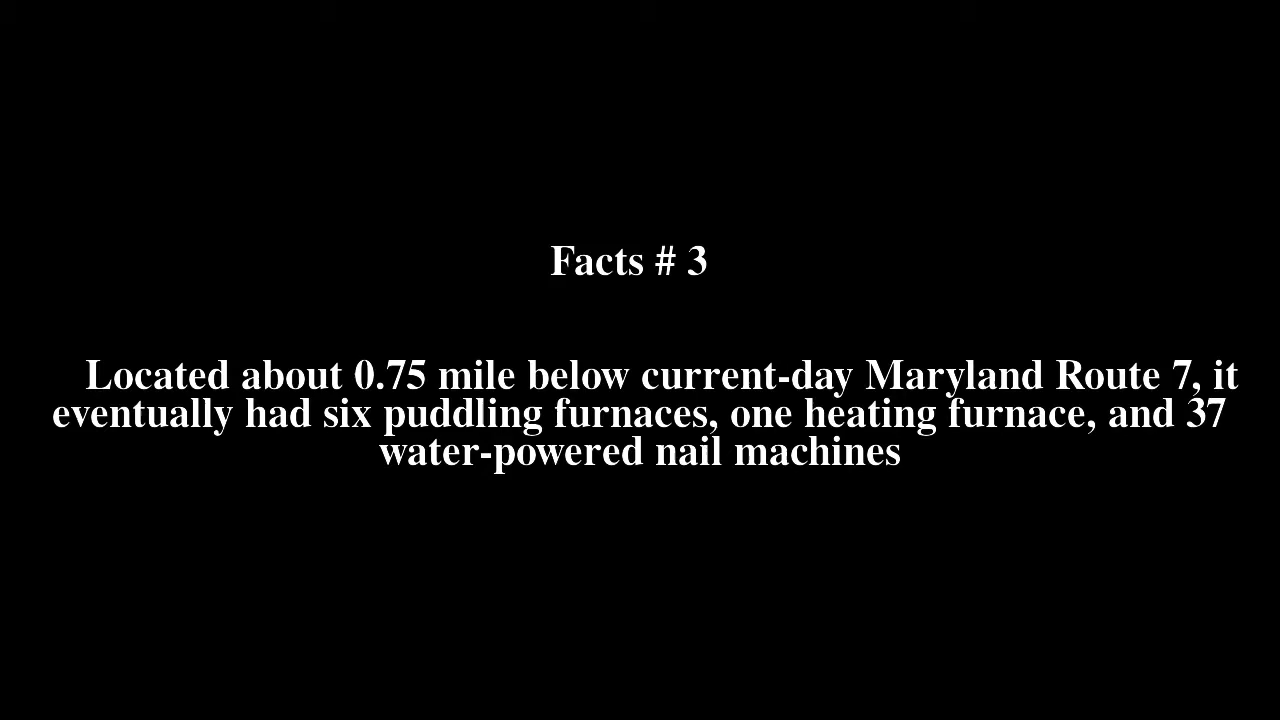 Facts # 3
Located about 0.75 mile below current-day Maryland Route 7, it
eventually had six puddling furnaces, one heating furnace, and 37
water-powered nail machines